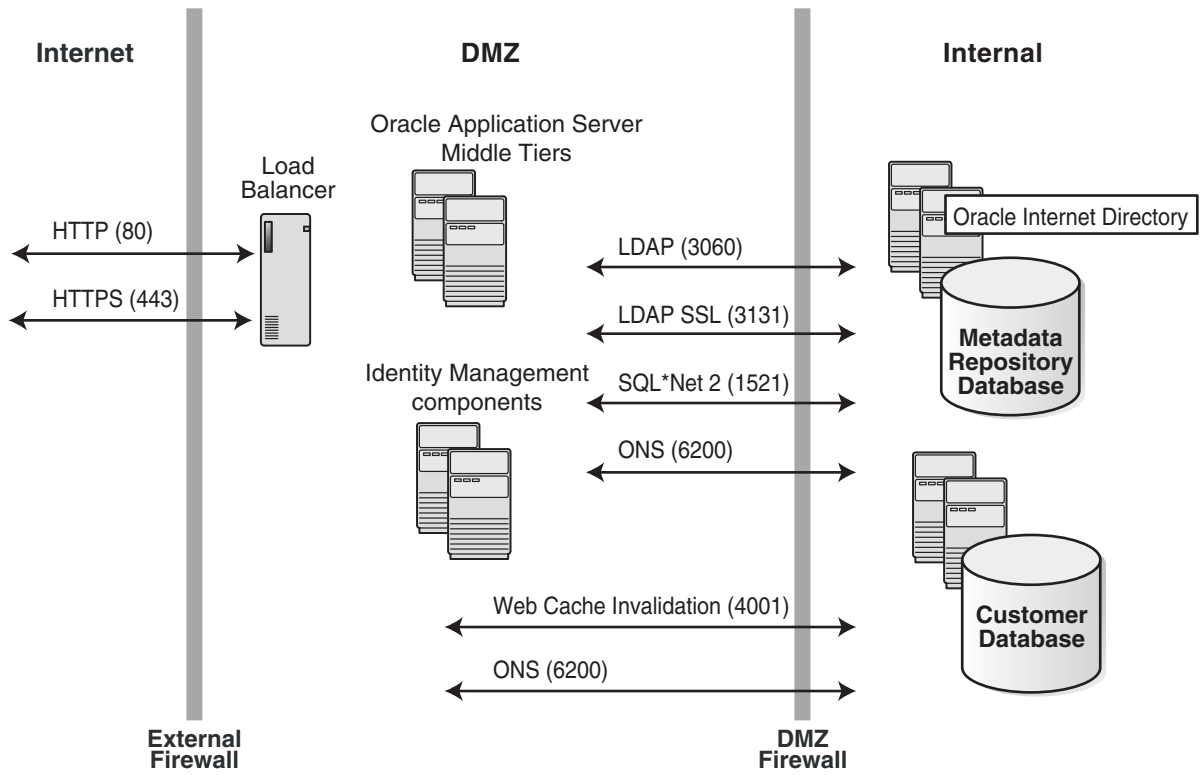 Internet
DMZ
Internal
Oracle Application Server
Middle Tiers
Load
Balancer
HTTP (80)
HTTPS (443)
LDAP (3060)
Oracle Internet Directory
LDAP SSL (3131)
Metadata
Repository
Database
Identity Management
components
SQL*Net 2 (1521)
ONS (6200)
Web Cache Invalidation (4001)
Customer
Database
ONS (6200)
External
Firewall
DMZ
Firewall